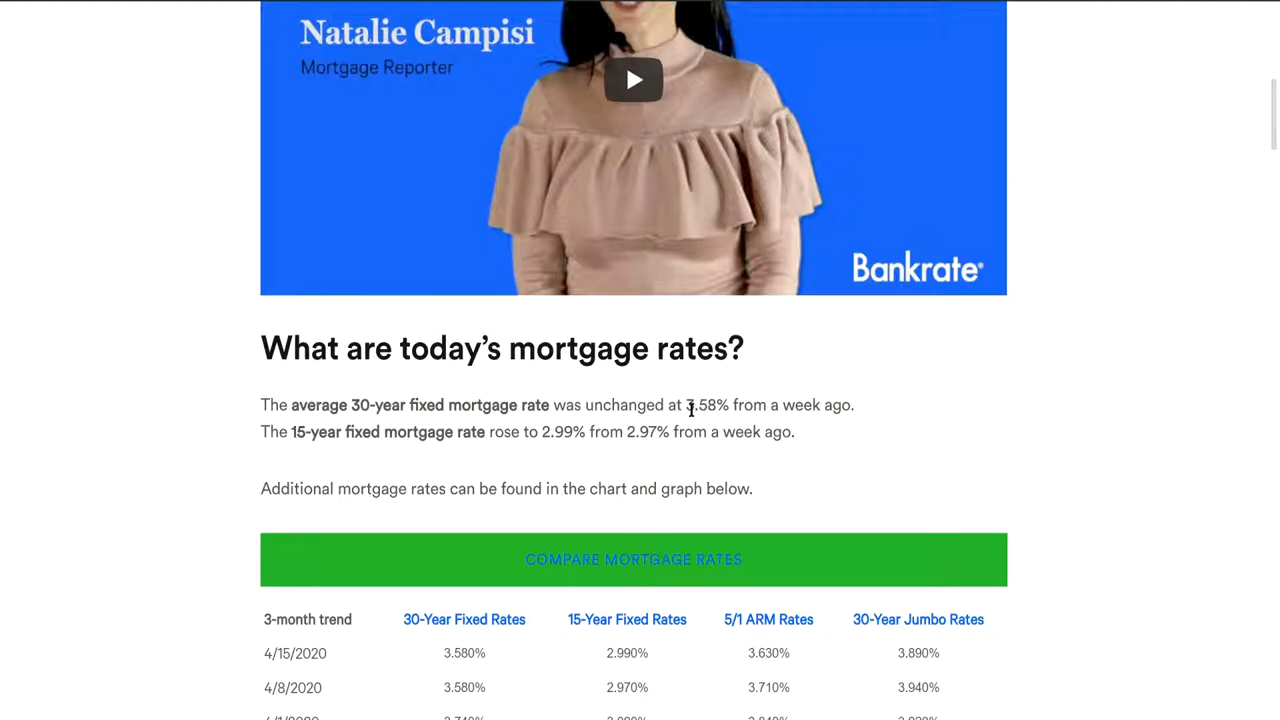 Natalie Campisi
Mortgage Reporter
Bankrate®
What are today's mortgage rates?
The average 30-year fixed mortgage rate was unchanged at 3.58% from a week ago.
The 15-year fixed mortgage rate rose to 2.99% from 2.97% from a week ago.
Additional mortgage rates can be found in the chart and graph below.
COMPARE MORTGAGE RATES
3-month trend 30-Year Fixed Rates 15-Year Fixed Rates 5/1 ARM Rates 30-Year Jumbo Rates
4/15/2020 3.580% 2.990% 3.630% 3.890%
4/8/2020 3.580% 2.970% 3.710% 3.940%